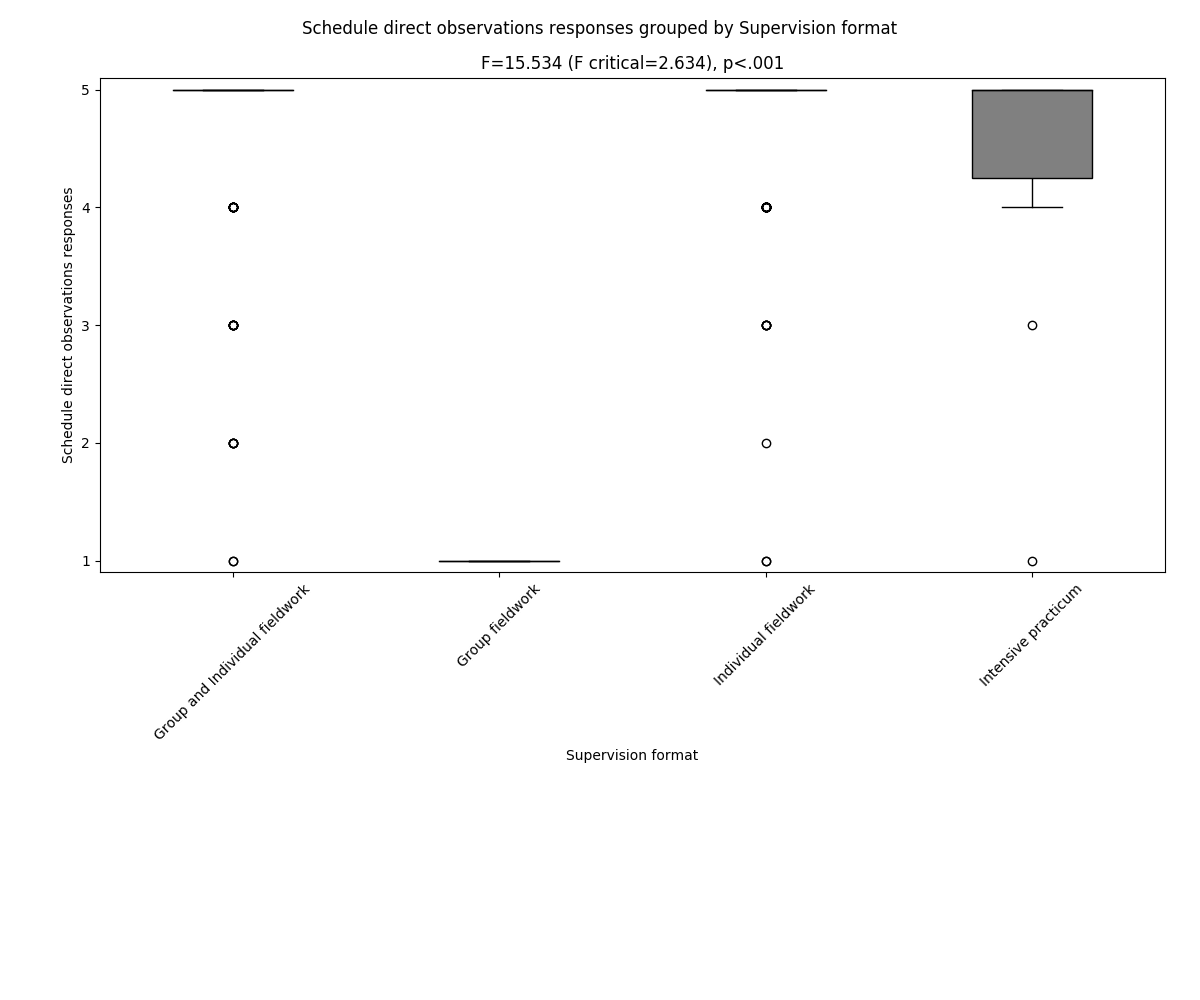 Schedule direct observations responses grouped by Supervision format
F=15.534 (F critical=2.634), p<.001
Schedule direct observations responses
5
4
3
2
1
Group and Individual fieldwork
Group fieldwork
Individual fieldwork
Intensive practicum
Supervision format